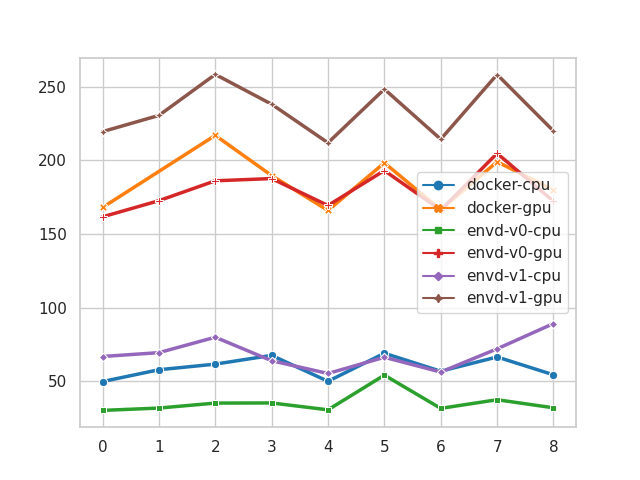 250
200
150
100
50
0 1 2 3 4 5 6 7 8
docker-cpu
docker-gpu
envd-v0-cpu
envd-v0-gpu
envd-v1-cpu
envd-v1-gpu